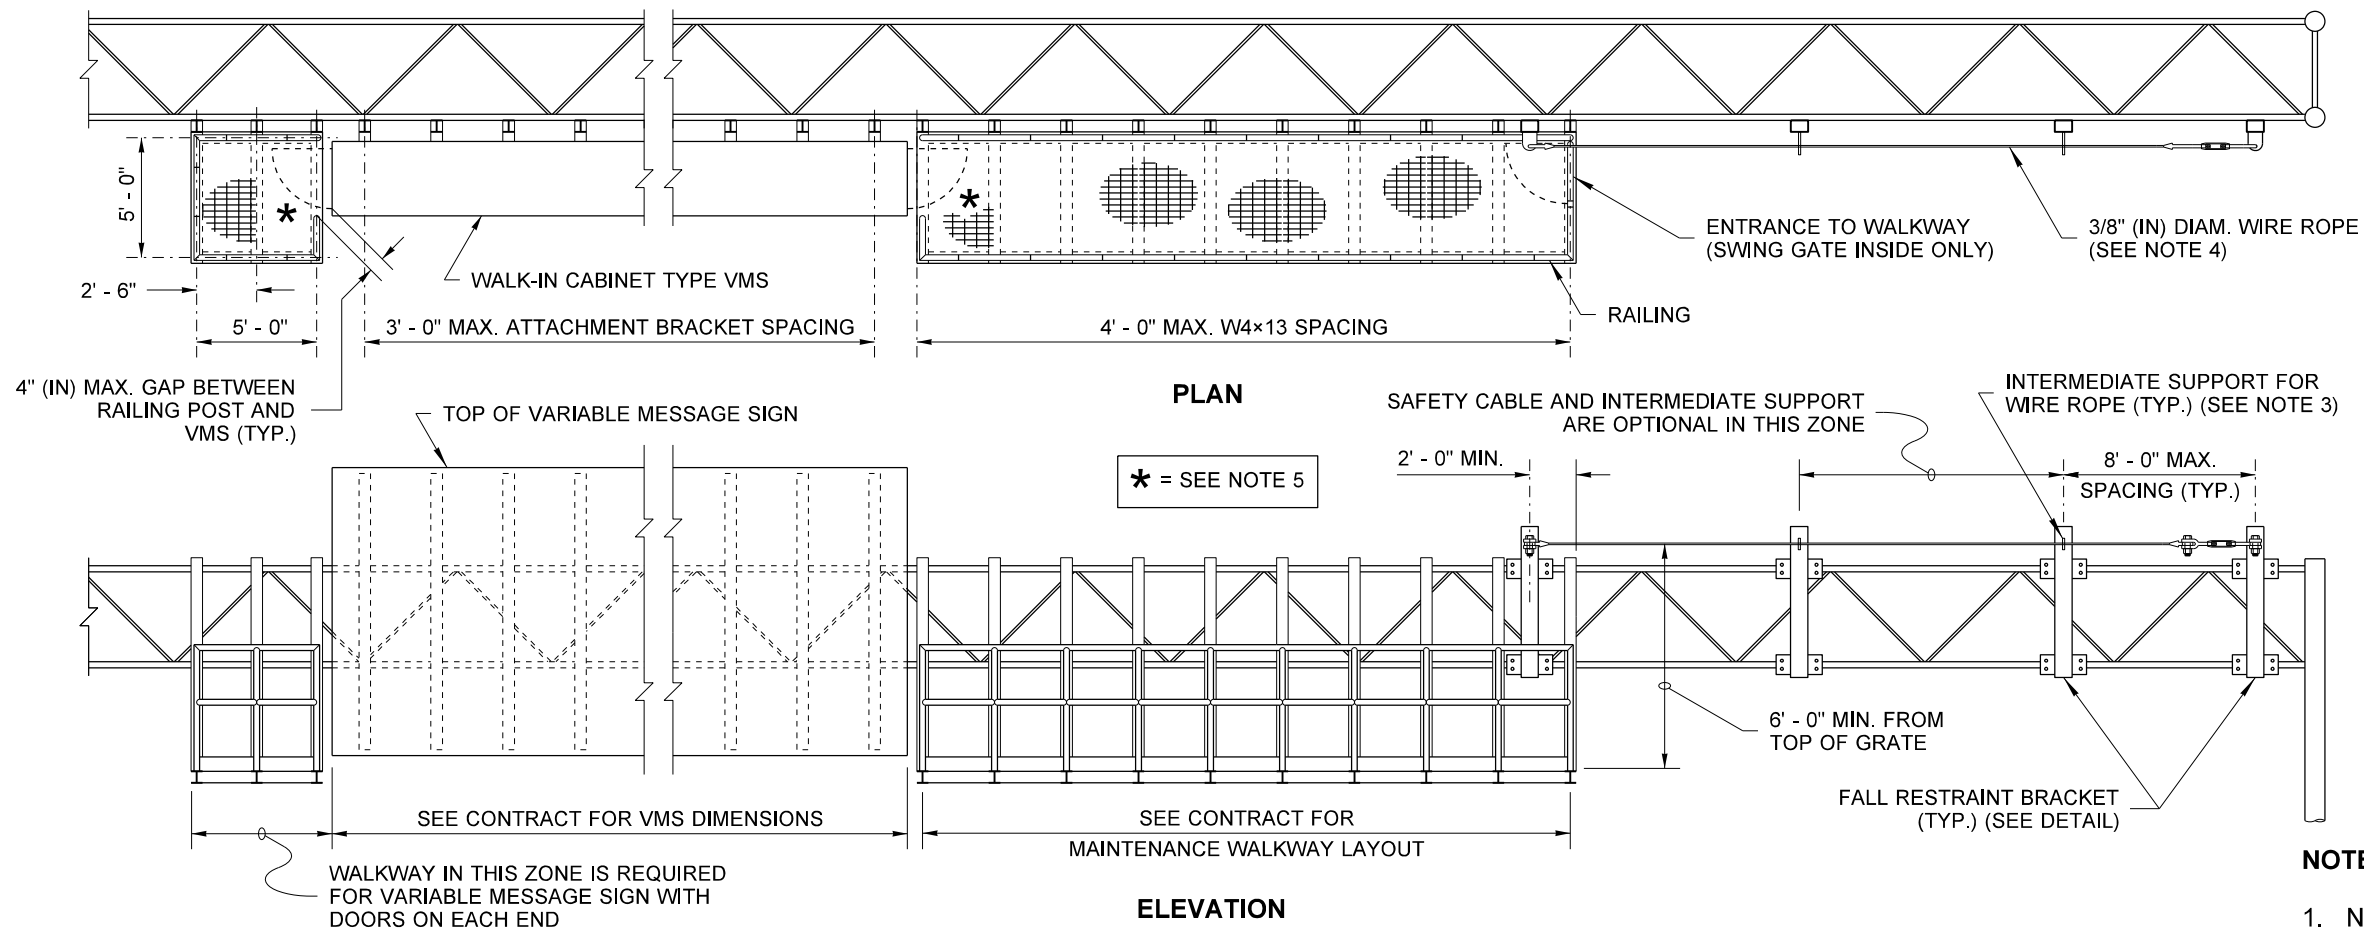 5' - 0"
2' - 6"
5' - 0"
WALK-IN CABINET TYPE VMS
3' - 0" MAX. ATTACHMENT BRACKET SPACING
4' - 0" MAX. W4×13 SPACING
ENTRANCE TO WALKWAY
(SWING GATE INSIDE ONLY)
3/8" (IN) DIAM. WIRE ROPE
(SEE NOTE 4)
RAILING
*
*
4" (IN) MAX. GAP BETWEEN
RAILING POST AND
VMS (TYP.)
PLAN
TOP OF VARIABLE MESSAGE SIGN
SAFETY CABLE AND INTERMEDIATE SUPPORT
ARE OPTIONAL IN THIS ZONE
INTERMEDIATE SUPPORT FOR
WIRE ROPE (TYP.) (SEE NOTE 3)
* = SEE NOTE 5
2' - 0" MIN.
8' - 0" MAX.
SPACING (TYP.)
6' - 0" MIN. FROM
TOP OF GRATE
FALL RESTRAINT BRACKET
(TYP.) (SEE DETAIL)
SEE CONTRACT FOR VMS DIMENSIONS
SEE CONTRACT FOR
MAINTENANCE WALKWAY LAYOUT
WALKWAY IN THIS ZONE IS REQUIRED
FOR VARIABLE MESSAGE SIGN WITH
DOORS ON EACH END
ELEVATION
NOTE
1. N